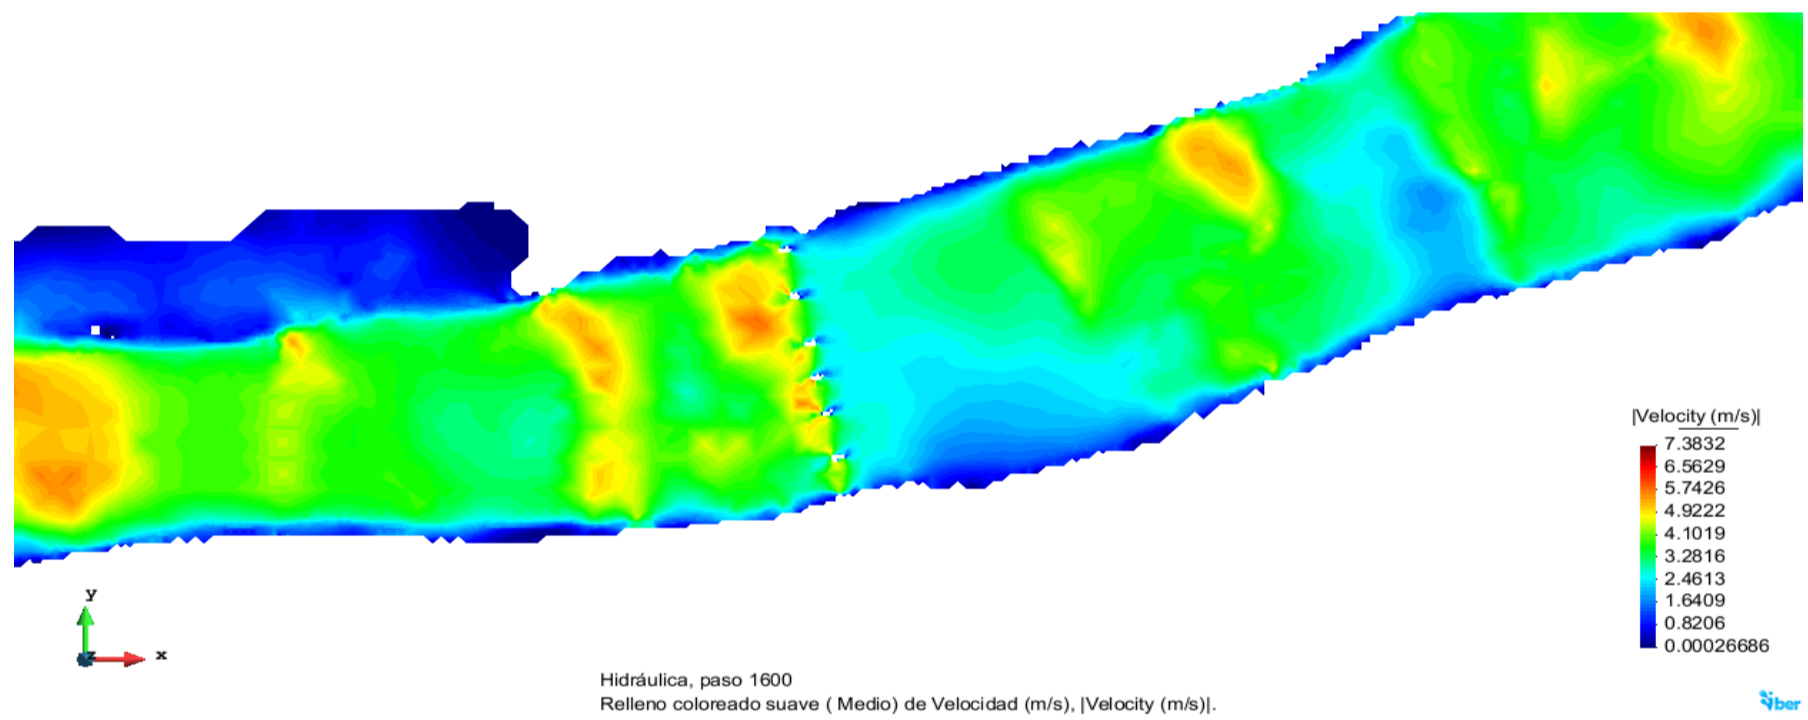 |Velocity (m/s)|
7.3832
6.5629
5.7426
4.9222
4.1019
3.2816
2.4613
1.6409
0.8206
0.00026686
y
z
x
Hidráulica, paso 1600
Relleno coloreado suave ( Medio) de Velocidad (m/s), |Velocity (m/s)|.
iber